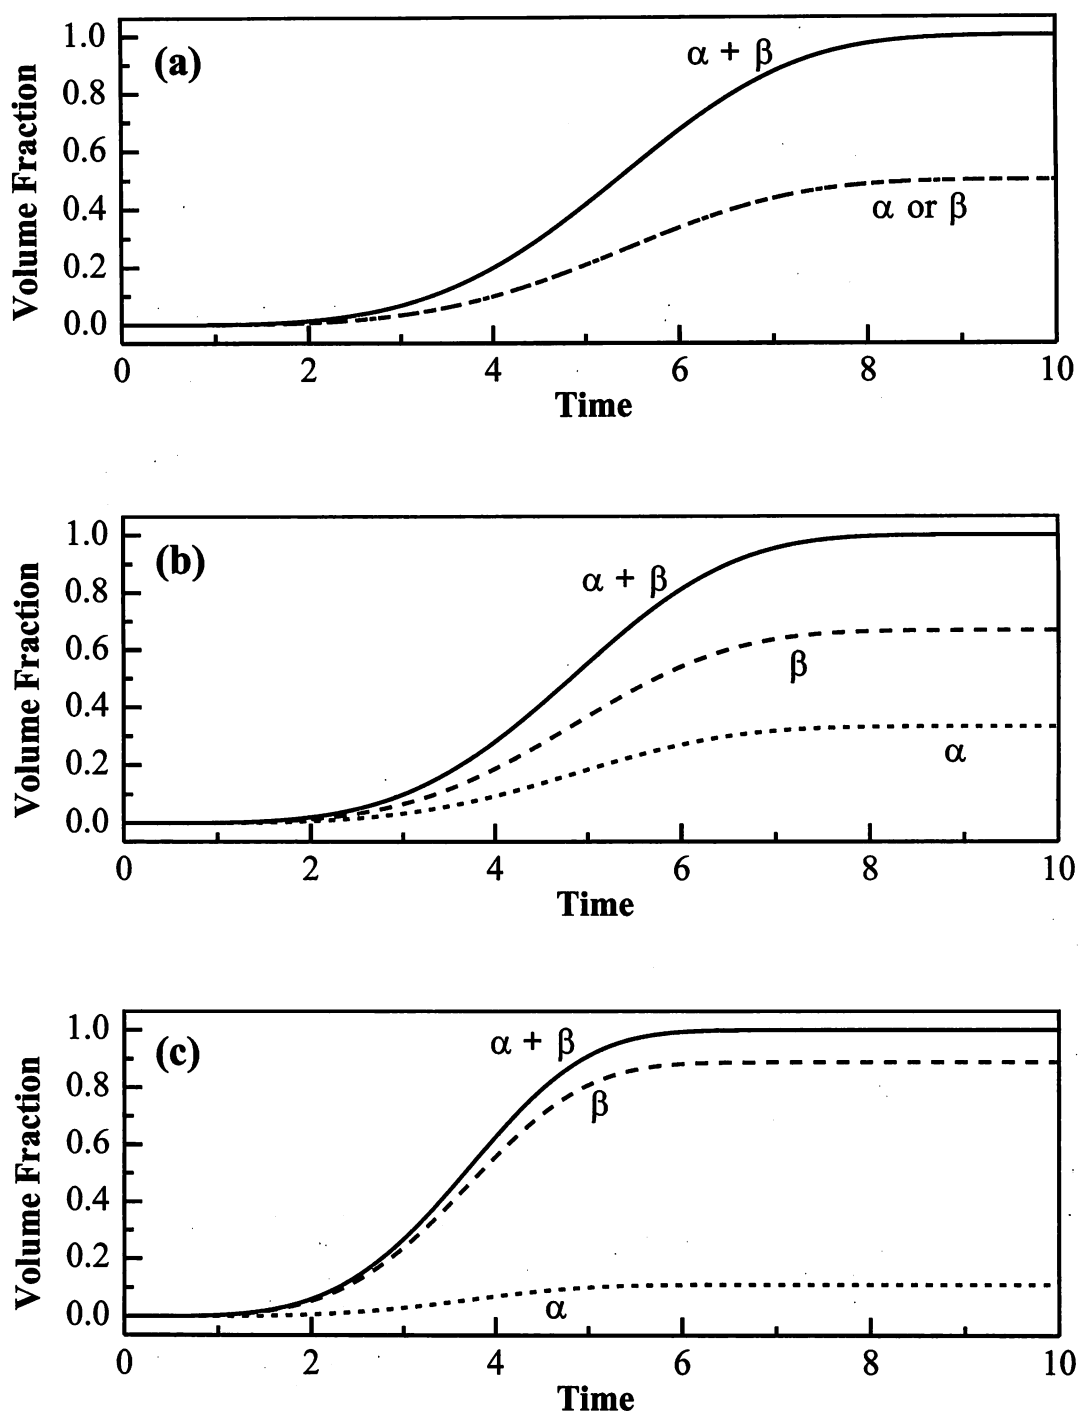 (a)
α + β
α or β
Volume Fraction
1.0
0.8
0.6
0.4
0.2
0.0
0 2 4 6 8 10
Time
(b)
α + β
β
α
Volume Fraction
1.0
0.8
0.6
0.4
0.2
0.0
0 2 4 6 8 10
Time
(c)
α + β
β
α
Volume Fraction
1.0
0.8
0.6
0.4
0.2
0.0
0 2 4 6 8 10
Time